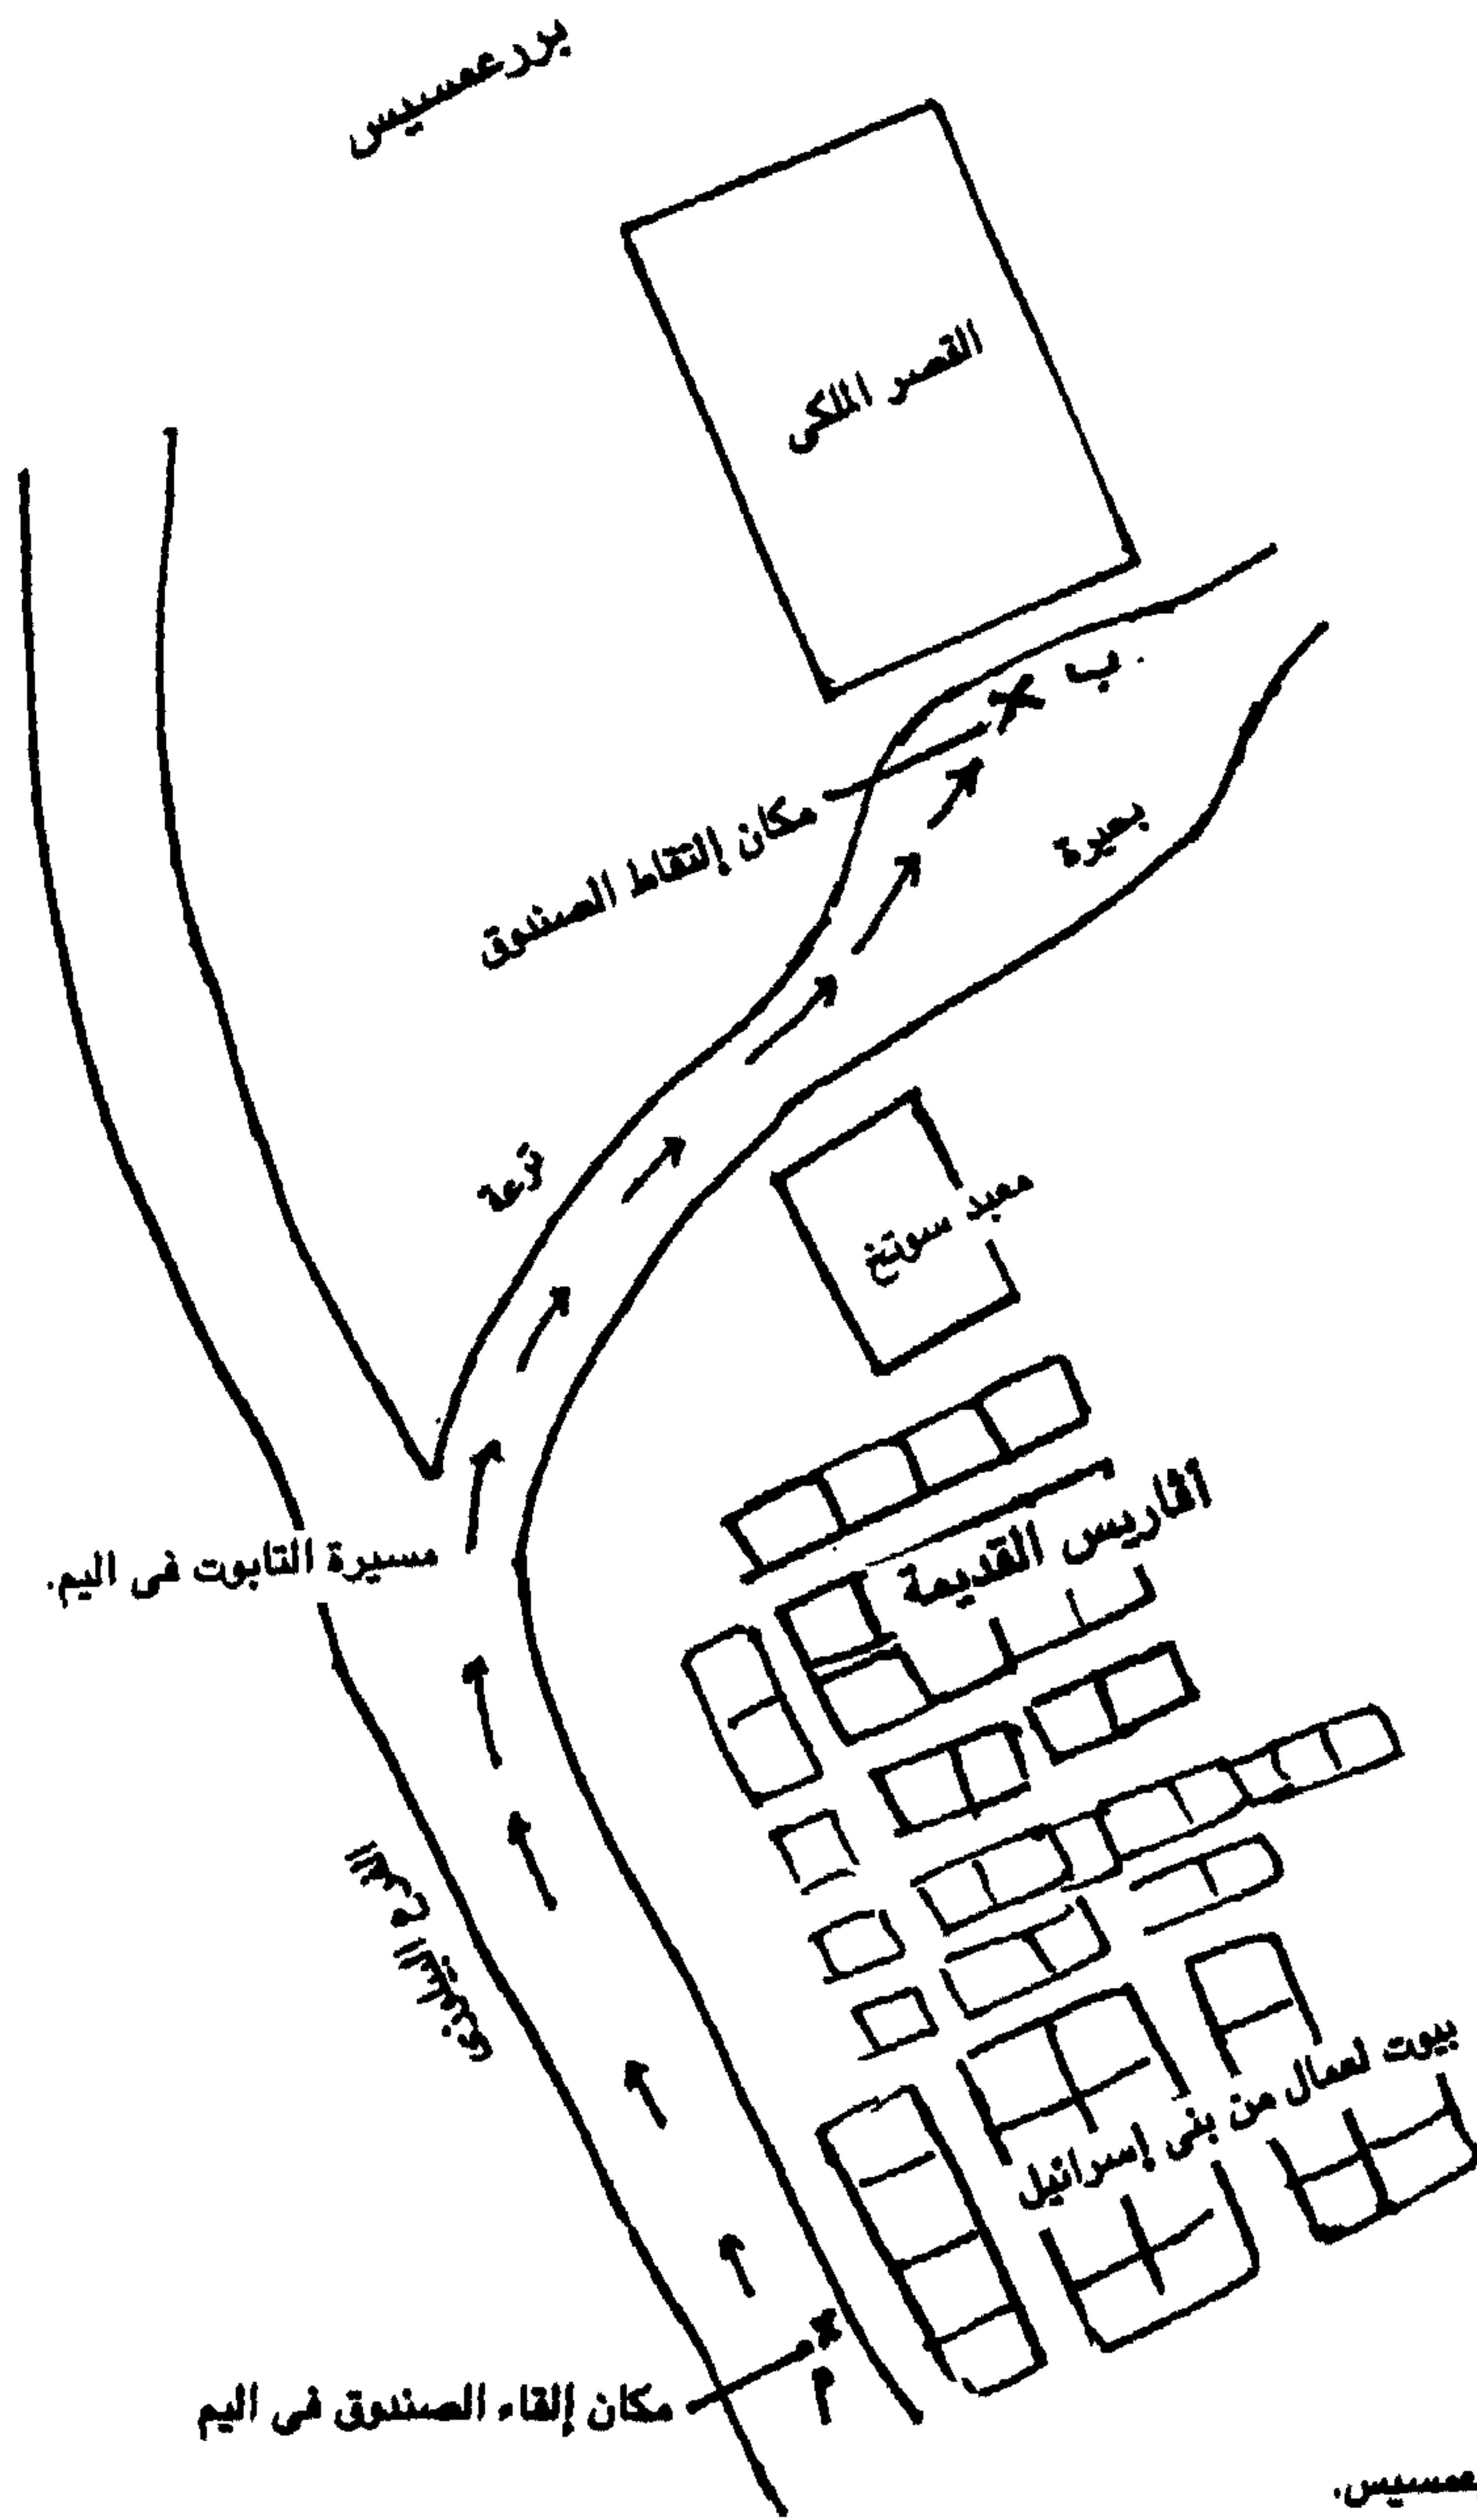 بررعمسيس
القصر الملكى
ب
مكان إلتقاط الصندوق
بحيرة
ترعه
معبد سوتخ
أفاريس القديمة
مسيرة التابوت فى اليم.
بيوت لعمال من بنى إسرائيل
مكان إلقاء الصندوق فى اليم